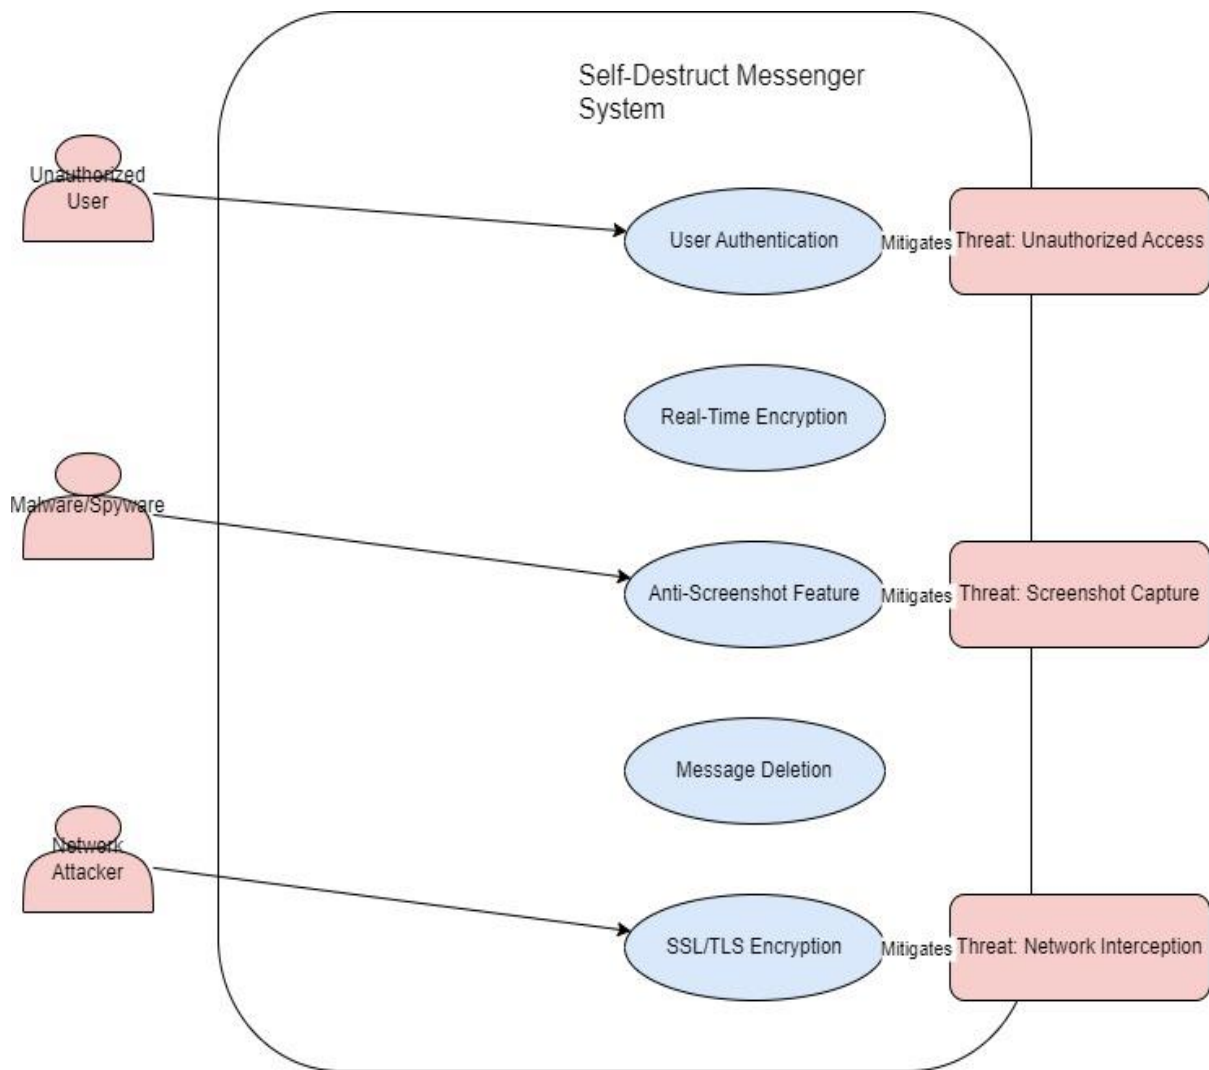 Self-Destruct Messenger
System
Unauthorized
User
User Authentication
Mitigates
Threat: Unauthorized Access
Real-Time Encryption
Malware/Spyware
Anti-Screenshot Feature
Mitigates
Threat: Screenshot Capture
Message Deletion
Network
Attacker
SSL/TLS Encryption
Mitigates
Threat: Network Interception